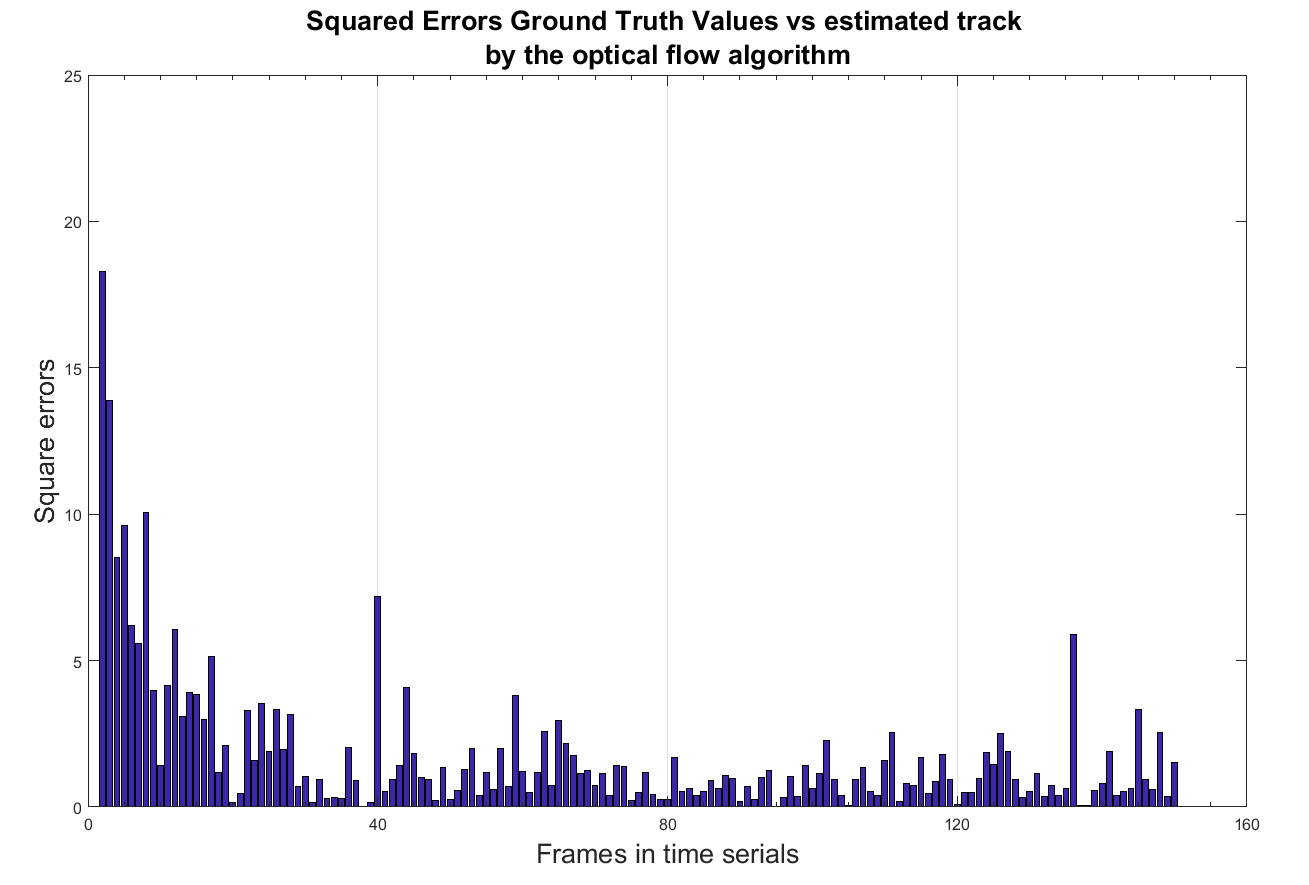 Squared Errors Ground Truth Values vs estimated track
by the optical flow algorithm
25
20
15
10
5
0
Square errors
0 40 80 120 160
Frames in time serials